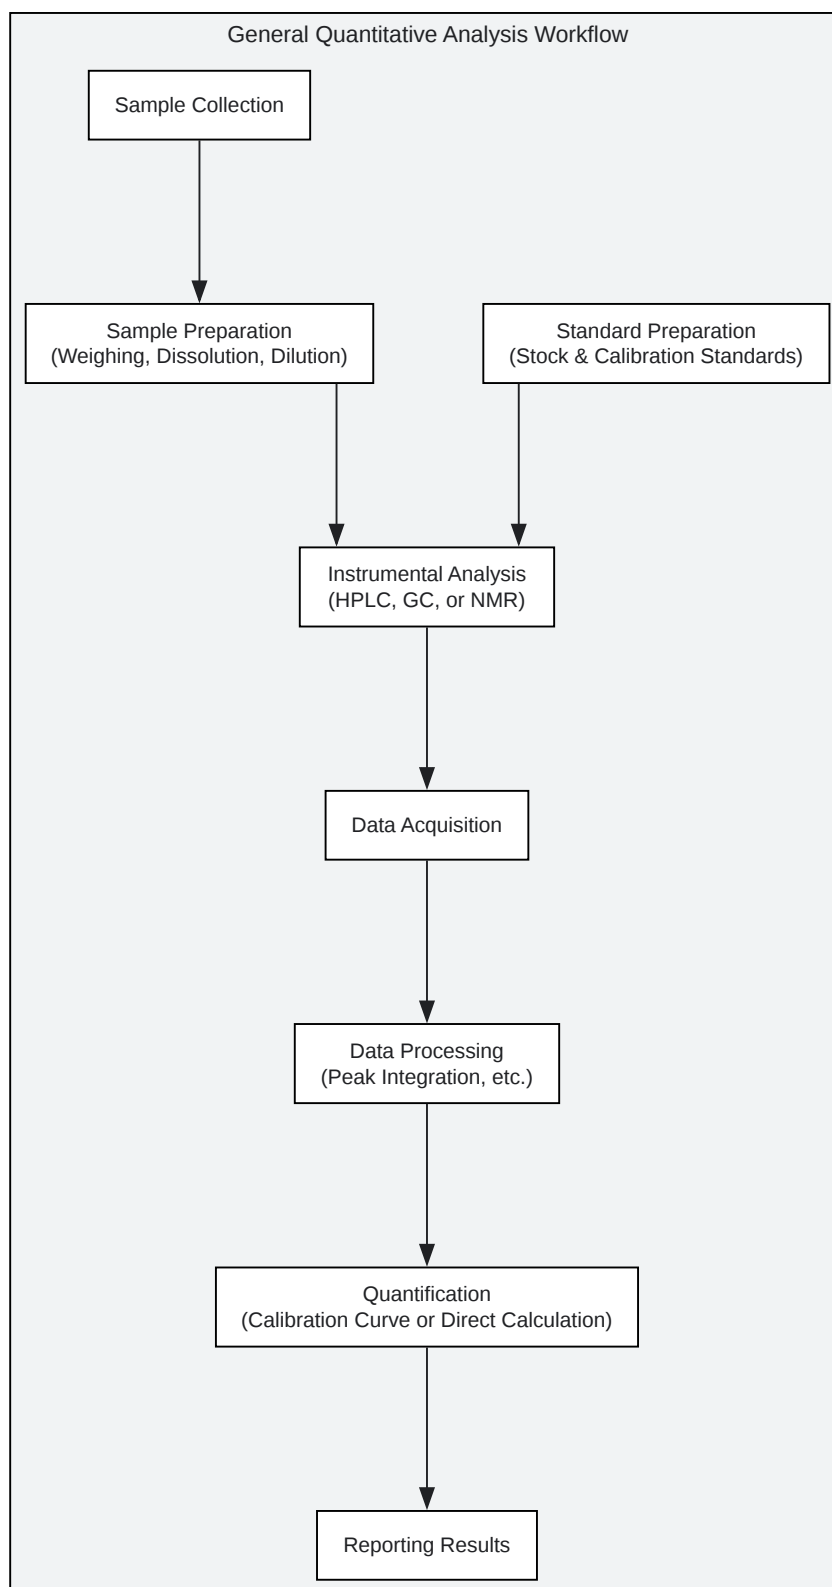 General Quantitative Analysis Workflow
Sample Collection
Sample Preparation
(Weighing, Dissolution, Dilution)
Standard Preparation
(Stock & Calibration Standards)
Instrumental Analysis
(HPLC, GC, or NMR)
Data Acquisition
Data Processing
(Peak Integration, etc.)
Quantification
(Calibration Curve or Direct Calculation)
Reporting Results